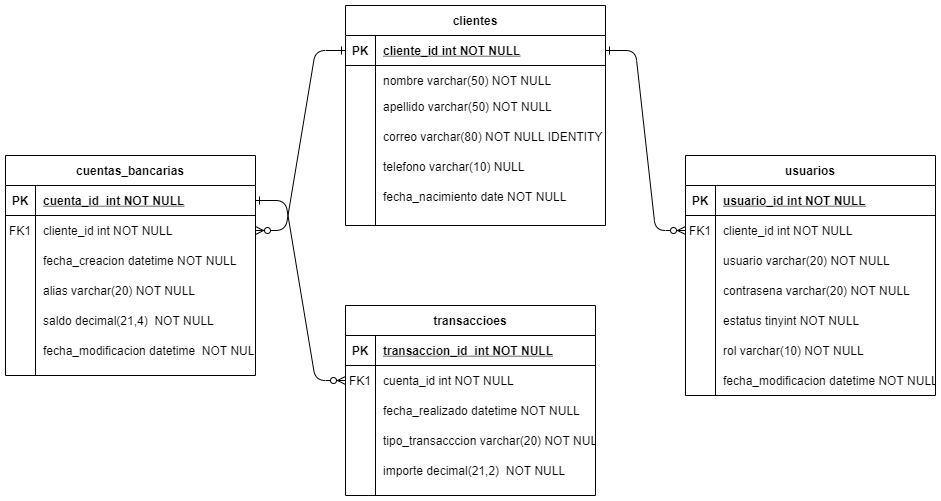 clientes
PK cliente_id int NOT NULL
nombre varchar(50) NOT NULL
apellido varchar(50) NOT NULL
correo varchar(80) NOT NULL IDENTITY
telefono varchar(10) NULL
fecha_nacimiento date NOT NULL
cuentas_bancarias
PK cuenta_id int NOT NULL
FK1 cliente_id int NOT NULL
fecha_creacion datetime NOT NULL
alias varchar(20) NOT NULL
saldo decimal(21,4) NOT NULL
fecha_modificacion datetime NOT NUL
usuarios
PK usuario_id int NOT NULL
FK1 cliente_id int NOT NULL
usuario varchar(20) NOT NULL
contrasena varchar(20) NOT NULL
estatus tinyint NOT NULL
rol varchar(10) NOT NULL
fecha_modificacion datetime NOT NULL
transaccioes
PK transaccion_id int NOT NULL
FK1 cuenta_id int NOT NULL
fecha_realizado datetime NOT NULL
tipo_transacccion varchar(20) NOT NUL
importe decimal(21,2) NOT NULL